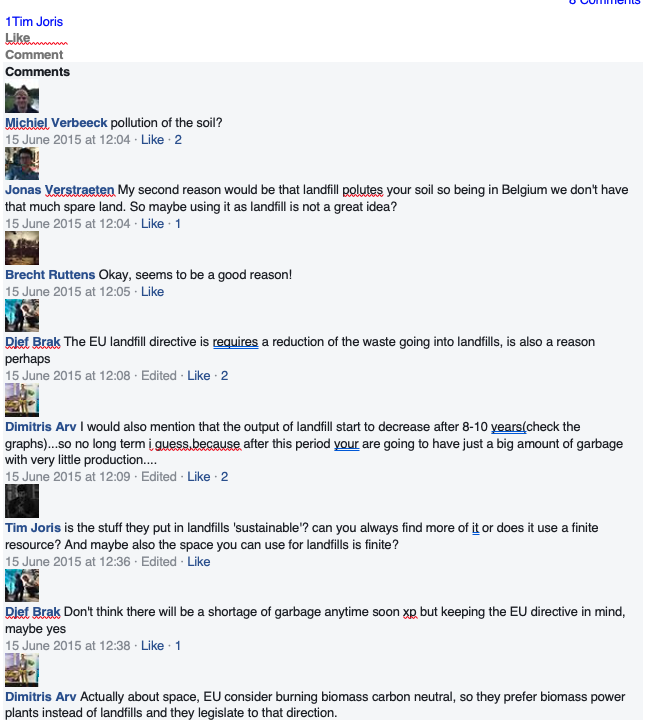 8 Comments
1Tim Joris
Like
Comment
Comments
Michiel Verbeeck pollution of the soil?
15 June 2015 at 12:04 · Like · 2
Jonas Verstraeten My second reason would be that landfill polutes your soil so being in Belgium we don't have
that much spare land. So maybe using it as landfill is not a great idea?
15 June 2015 at 12:04 · Like · 1
Brecht Ruttens Okay, seems to be a good reason!
15 June 2015 at 12:05 · Like
Djef Brak The EU landfill directive is requires a reduction of the waste going into landfills, is also a reason
perhaps
15 June 2015 at 12:08 · Edited · Like · 2
Dimitris Arv I would also mention that the output of landfill start to decrease after 8-10 years(check the
graphs)...so no long term i guess,because after this period your are going to have just a big amount of garbage
with very little production....
15 June 2015 at 12:09 · Edited · Like · 2
Tim Joris is the stuff they put in landfills 'sustainable'? can you always find more of it or does it use a finite
resource? And maybe also the space you can use for landfills is finite?
15 June 2015 at 12:36 · Edited · Like
Djef Brak Don't think there will be a shortage of garbage anytime soon xp but keeping the EU directive in mind,
maybe yes
15 June 2015 at 12:38 · Like · 1
Dimitris Arv Actually about space, EU consider burning biomass carbon neutral, so they prefer biomass power
plants instead of landfills and they legislate to that direction.